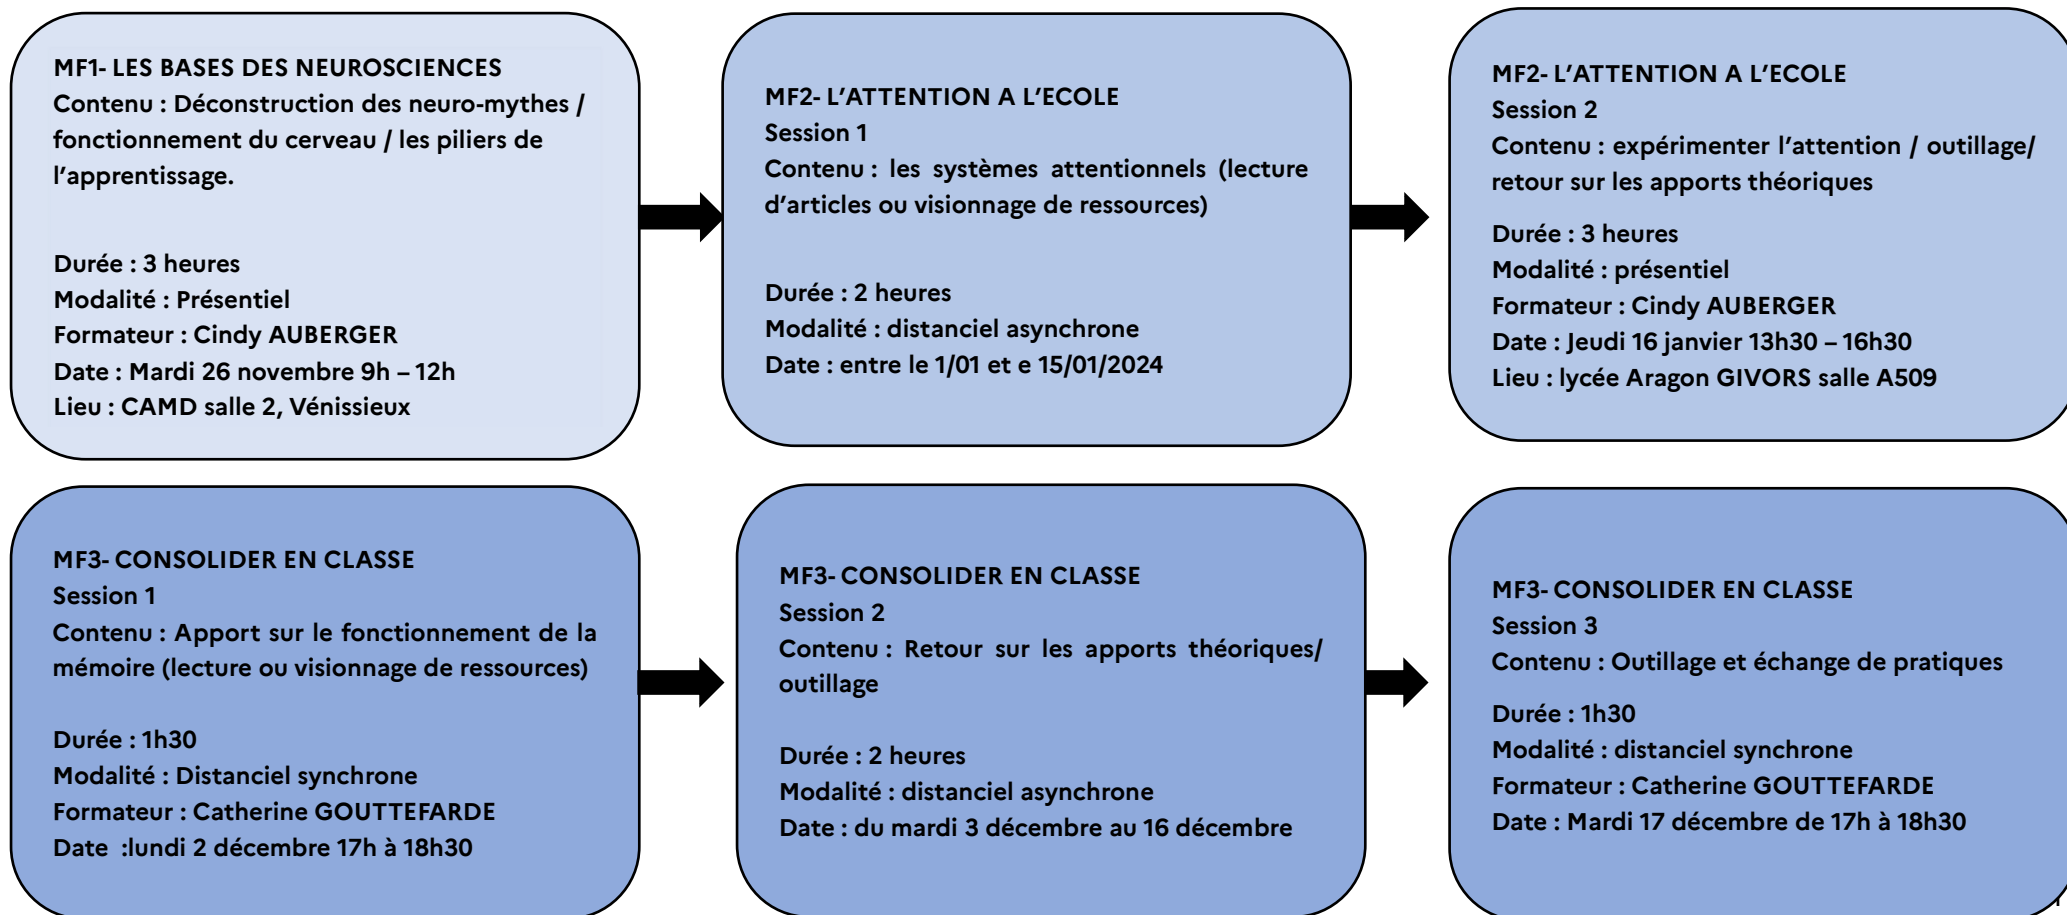 MF1- LES BASES DES NEUROSCIENCES
Contenu : Déconstruction des neuro-mythes /
fonctionnement du cerveau / les piliers de
l’apprentissage.
Durée : 3 heures
Modalité : Présentiel
Formateur : Cindy AUBERGER
Date : Mardi 26 novembre 9h – 12h
Lieu : CAMD salle 2, Vénissieux
MF2- L’ATTENTION A L’ECOLE
Session 1
Contenu : les systèmes attentionnels (lecture
d’articles ou visionnage de ressources)
Durée : 2 heures
Modalité : distanciel asynchrone
Date : entre le 1/01 et e 15/01/2024
MF2- L’ATTENTION A L’ECOLE
Session 2
Contenu : expérimenter l’attention / outillage/
retour sur les apports théoriques
Durée : 3 heures
Modalité : présentiel
Formateur : Cindy AUBERGER
Date : Jeudi 16 janvier 13h30 – 16h30
Lieu : lycée Aragon GIVORS salle A509
MF3- CONSOLIDER EN CLASSE
Session 1
Contenu : Apport sur le fonctionnement de la
mémoire (lecture ou visionnage de ressources)
Durée : 1h30
Modalité : Distanciel synchrone
Formateur : Catherine GOUTTEFARDE
Date :lundi 2 décembre 17h à 18h30
MF3- CONSOLIDER EN CLASSE
Session 2
Contenu : Retour sur les apports théoriques/
outillage
Durée : 2 heures
Modalité : distanciel asynchrone
Date : du mardi 3 décembre au 16 décembre
MF3- CONSOLIDER EN CLASSE
Session 3
Contenu : Outillage et échange de pratiques
Durée : 1h30
Modalité : distanciel synchrone
Formateur : Catherine GOUTTEFARDE
Date : Mardi 17 décembre de 17h à 18h30